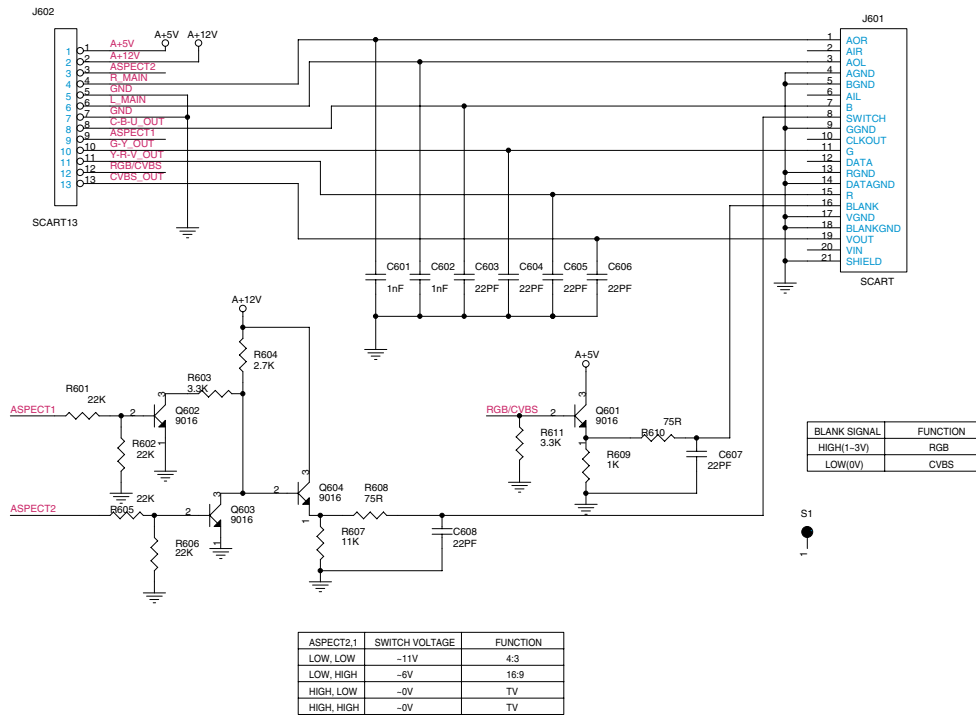 J602
J601
A+5V A+12V
1 1 A+5V
2 2 A+12V
3 3 ASPECT2
4 4 R_MAIN
5 5 GND
6 6 L_MAIN
7 7 GND
8 8 C-B-U_OUT
9 9 ASPECT1
10 10 G-Y_OUT
11 11 Y-R-V_OUT
12 12 RGB/CVBS
13 13 CVBS_OUT
SCART13
1 AOR
2 AIR
3 AOL
4 AGND
5 BGND
6 AIL
7 B
8 SWITCH
9 GGND
10 CLKOUT
11 G
12 DATA
13 RGND
14 DATAGND
15 R
16 BLANK
17 VGND
18 BLANKGND
19 VOUT
20 VIN
21 SHIELD
SCART
C601 C602 C603 C604 C605 C606
1nF 1nF 22PF 22PF 22PF 22PF
A+12V
R604
2.7K
R603
3.3K
R601
22K
ASPECT1
2 3 1
Q602
9016
R602
22K
ASPECT2
22K
R605
2 3 1
Q603
9016
R606
22K
2 3 1
Q604
9016
R608
75R
R607
11K
C608
22PF
A+5V
RGB/CVBS
2 3 1
Q601
9016
R611
3.3K
75R
R610
R609
1K
C607
22PF
BLANK SIGNAL FUNCTION
HIGH(1~3V) RGB
LOW(0V) CVBS
S1
1
ASPECT2,1 SWITCH VOLTAGE FUNCTION
LOW, LOW ~11V 4:3
LOW, HIGH ~6V 16:9
HIGH, LOW ~0V TV
HIGH, HIGH ~0V TV